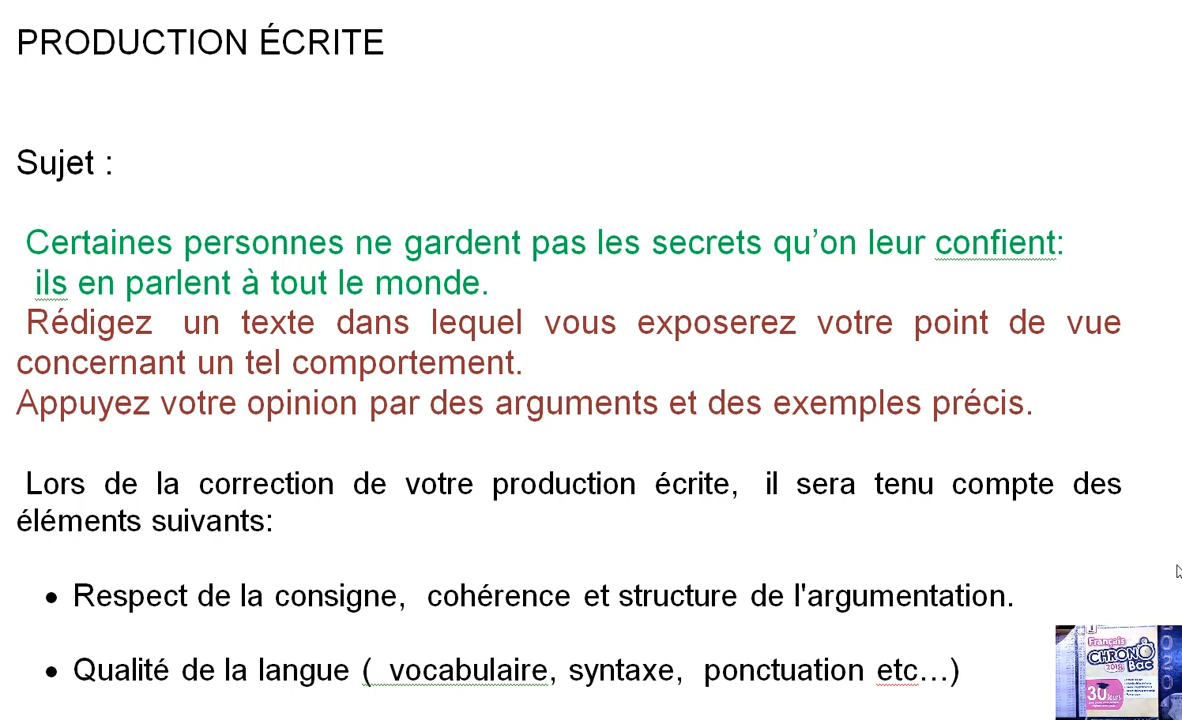 PRODUCTION ÉCRITE
Sujet :
Certaines personnes ne gardent pas les secrets qu’on leur confient:
ils en parlent à tout le monde.
Rédigez un texte dans lequel vous exposerez votre point de vue
concernant un tel comportement.
Appuyez votre opinion par des arguments et des exemples précis.
Lors de la correction de votre production écrite, il sera tenu compte des
éléments suivants:
• Respect de la consigne, cohérence et structure de l'argumentation.
• Qualité de la langue ( vocabulaire, syntaxe, ponctuation etc…)
Français
CHRONO
Bac
30